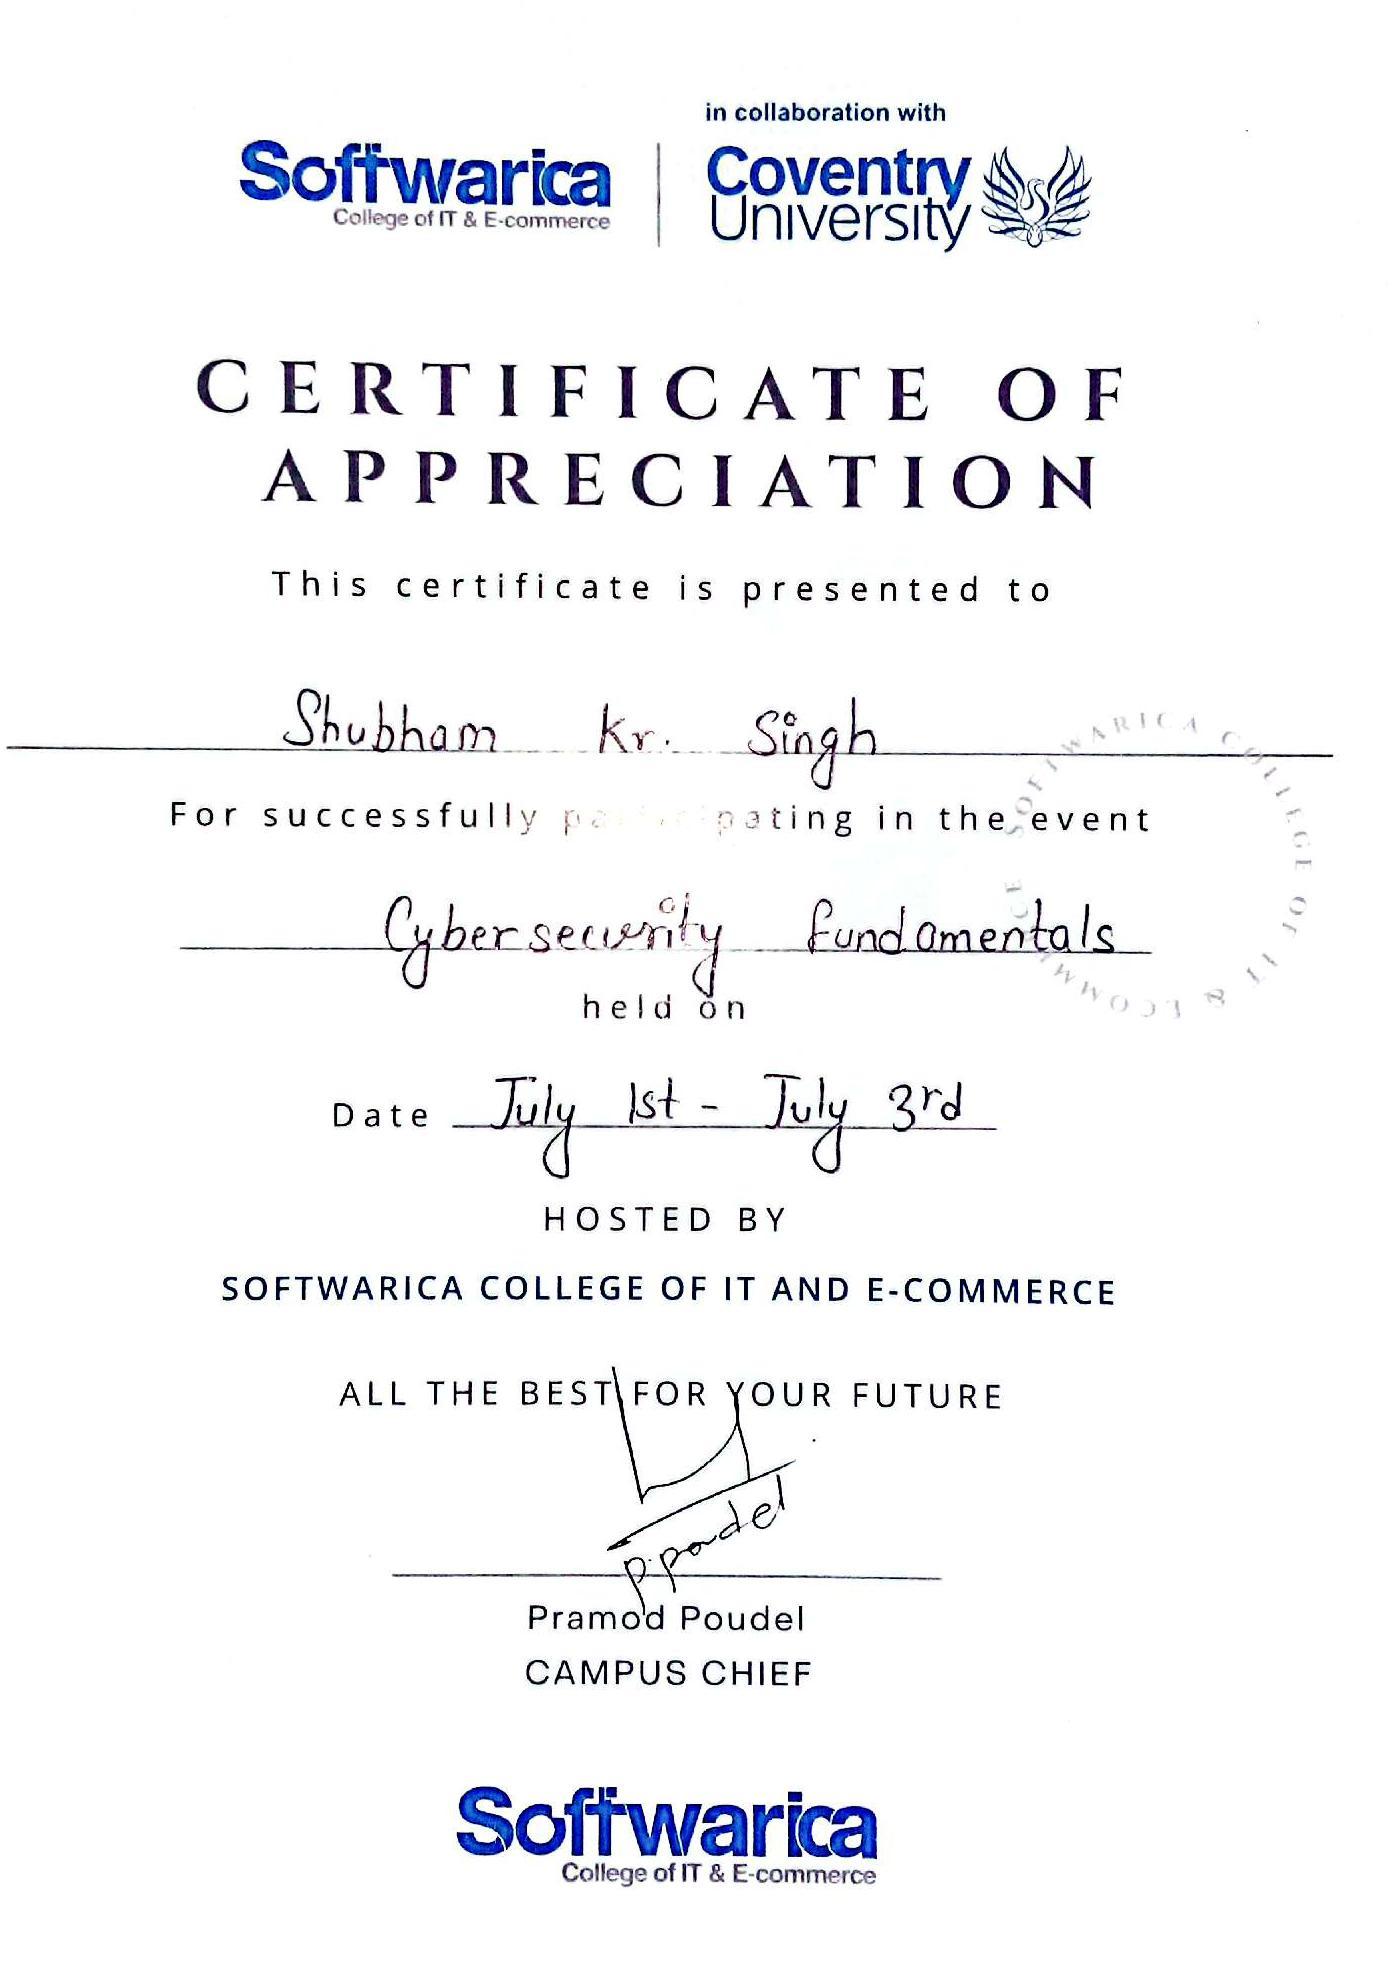 in collaboration with
Softwarica
College of IT & E-commerce
Coventry
University
CERTIFICATE OF
APPRECIATION
This certificate is presented to
Shubham Kr. Singh
For successfully participating in the event
Cybersecurity Fundamentals
held on
Date July 1st - July 3rd
HOSTED BY
SOFTWARICA COLLEGE OF IT AND E-COMMERCE
ALL THE BEST FOR YOUR FUTURE
P. Poudel
Pramod Poudel
CAMPUS CHIEF
Softwarica
College of IT & E-commerce
SOFTWARICA COLLEGE OF IT & ECOMMERCE